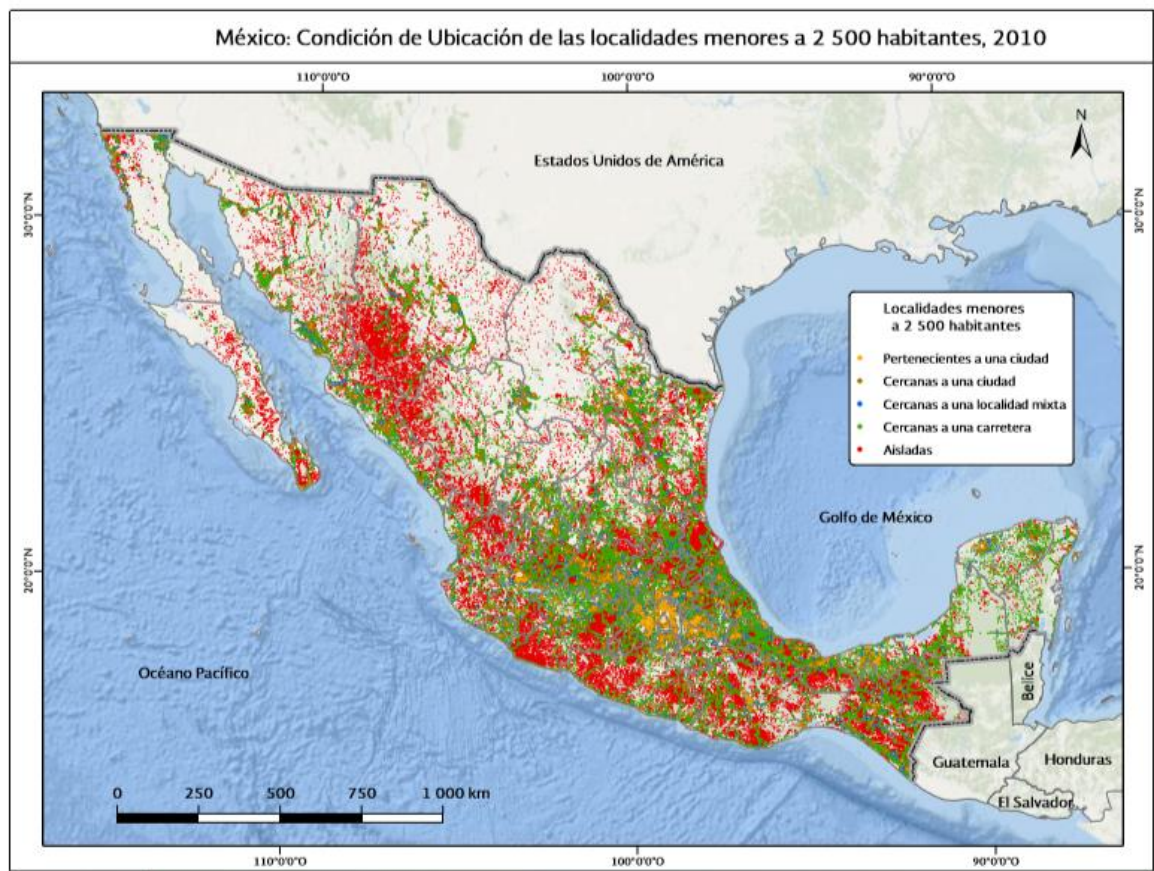 México: Condición de Ubicación de las localidades menores a 2 500 habitantes, 2010
110°0'0"O
100°0'0"O
90°0'0"O
N
Estados Unidos de América
30°0'0"N
30°0'0"N
Localidades menores
a 2 500 habitantes
Pertenecientes a una ciudad
Cercanas a una ciudad
Cercanas a una localidad mixta
Cercanas a una carretera
Aisladas
Golfo de México
20°0'0"N
20°0'0"N
Océano Pacífico
Belice
Guatemala
Honduras
El Salvador
0 250 500 750 1 000 km
110°0'0"O
100°0'0"O
90°0'0"O